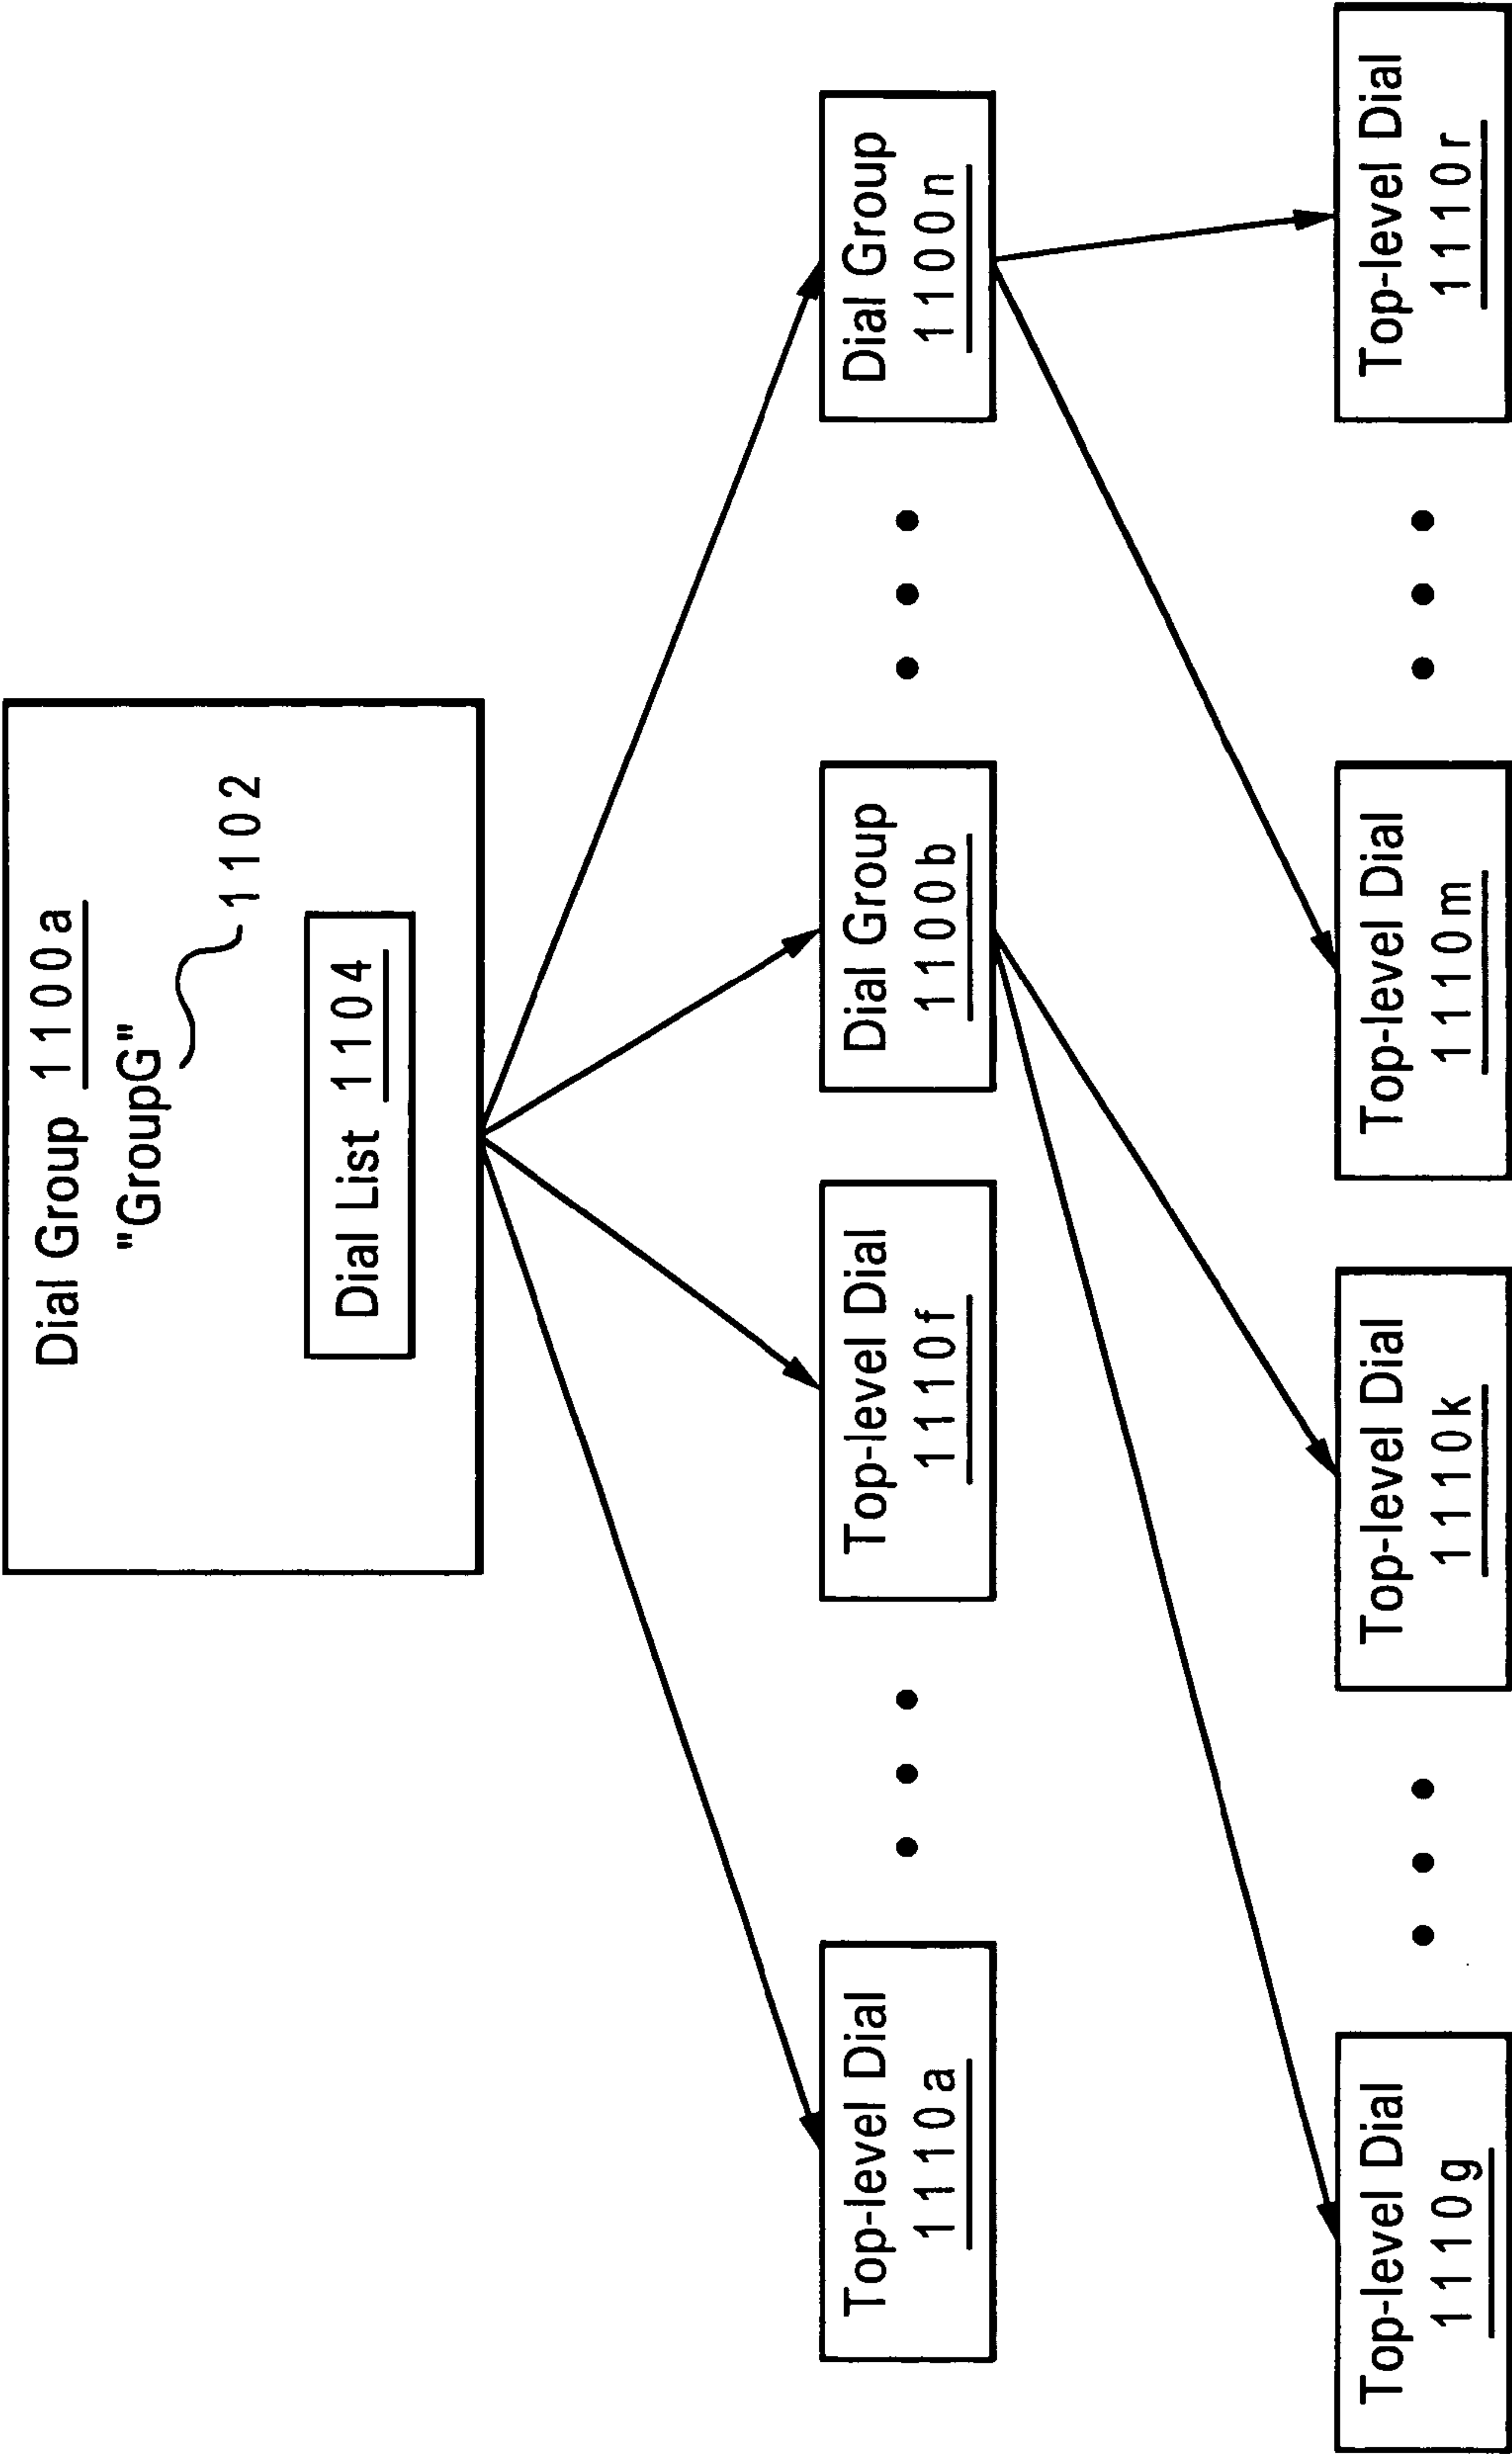 Dial Group 1100a
"GroupG"
1102
Dial List 1104
Top-level Dial
1110a
Top-level Dial
1110f
Dial Group
1100b
Dial Group
1100n
Top-level Dial
1110g
Top-level Dial
1110k
Top-level Dial
1110m
Top-level Dial
1110r